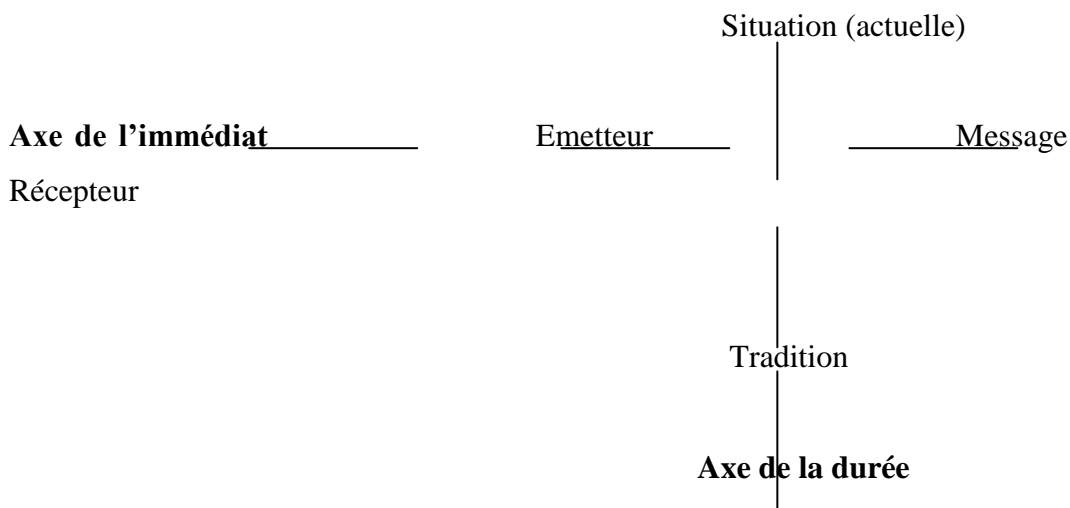 Situation (actuelle)
Axe de l’immédiat Emetteur Message
Récepteur
Tradition
Axe de la durée